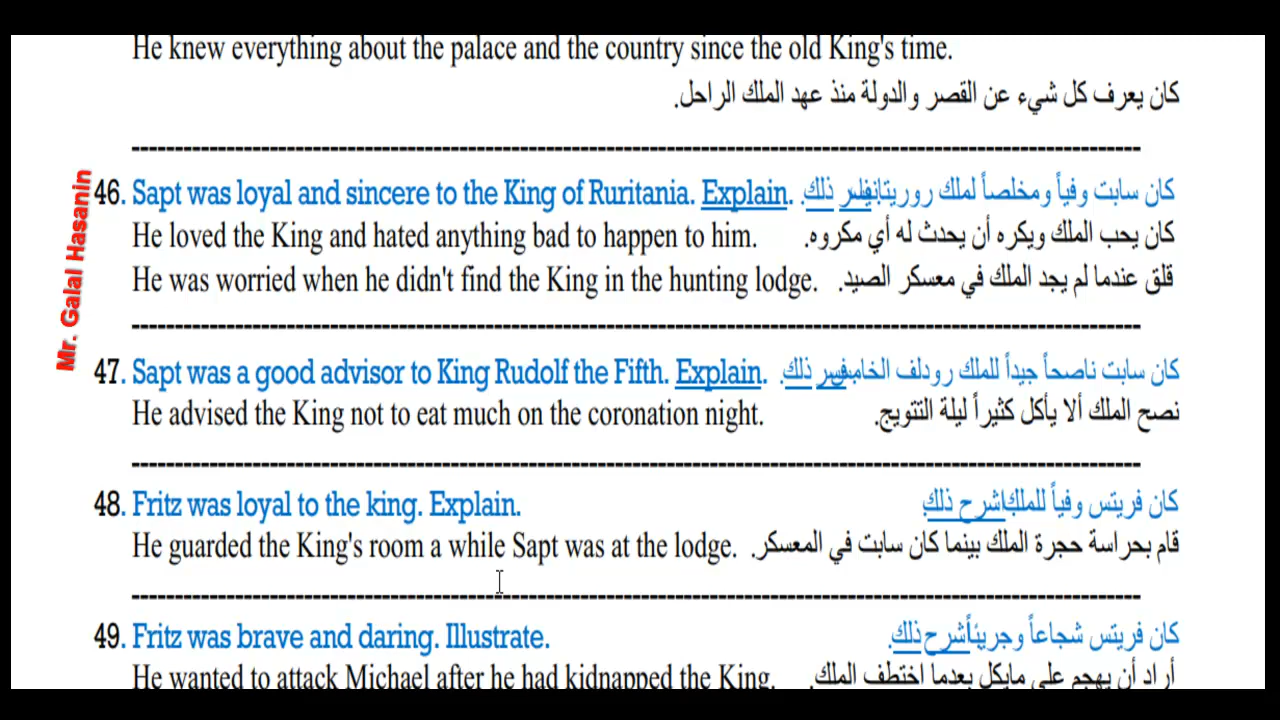 He knew everything about the palace and the country since the old King's time.
كان يعرف كل شيء عن القصر والدولة منذ عهد الملك الراحل.
--------------------
46. Sapt was loyal and sincere to the King of Ruritania. Explain. كان سابت وفياً ومخلصاً لملك روريتانيا. فسر ذلك.
He loved the King and hated anything bad to happen to him. كان يحب الملك ويكره أن يحدث له أي مكروه.
He was worried when he didn't find the King in the hunting lodge. قلق عندما لم يجد الملك في معسكر الصيد.
--------------------
47. Sapt was a good advisor to King Rudolf the Fifth. Explain. كان سابت ناصحاً جيداً للملك رودلف الخامس. فسر ذلك.
He advised the King not to eat much on the coronation night. نصح الملك ألا يأكل كثيراً ليلة التتويج.
--------------------
48. Fritz was loyal to the king. Explain. كان فريتس وفياً للملك. اشرح ذلك
He guarded the King's room a while Sapt was at the lodge. قام بحراسة حجرة الملك بينما كان سابت في المعسكر.
--------------------
49. Fritz was brave and daring. Illustrate. كان فريتس شجاعاً وجريئاً. اشرح ذلك.
He wanted to attack Michael after he had kidnapped the King. أراد أن يهجم على مايكل بعدما اختطف الملك.
Mr. Galal Hasanin